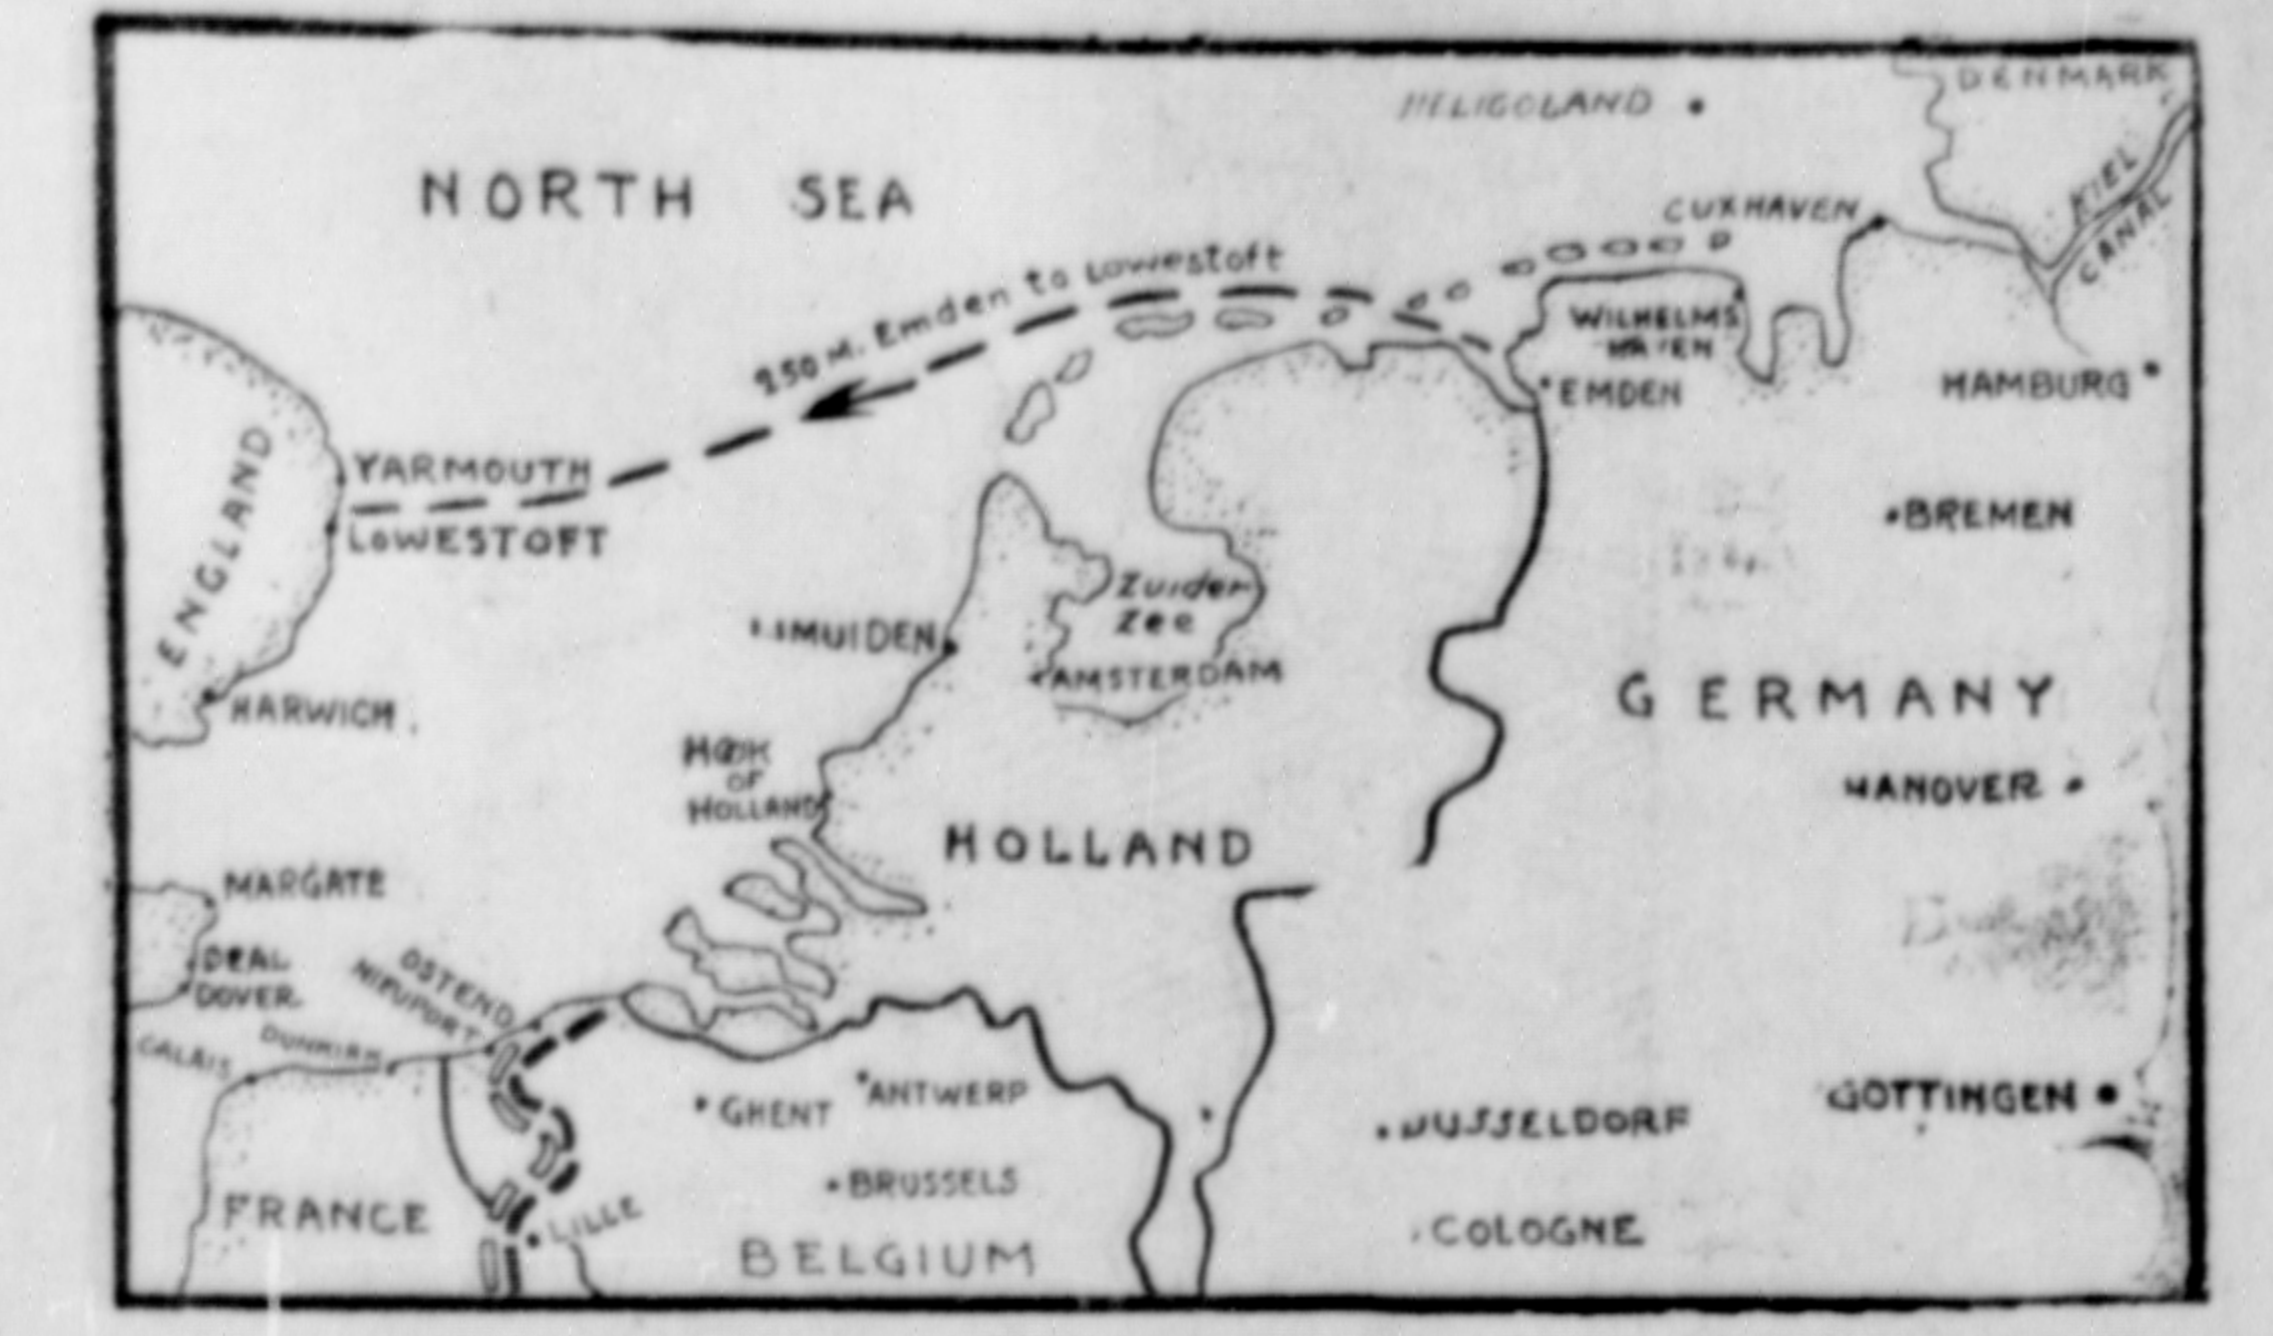 DENMARK
HELIGOLAND
NORTH SEA
KIEL
CANAL
CUXHAVEN
250 M. Emden to Lowestoft
WILHELMS
HAVEN
EMDEN
HAMBURG
ENGLAND
YARMOUTH
LOWESTOFT
BREMEN
Zuider
Zee
MUIDEN
AMSTERDAM
GERMANY
HARWICH
HOOK
OF
HOLLAND
HANOVER
HOLLAND
MARGATE
DEAL
DOVER
OSTEND
NIEUPORT
CALAIS
DUNKIRK
GHENT
ANTWERP
DUSSELDORF
GOTTINGEN
BRUSSELS
FRANCE
LILLE
COLOGNE
BELGIUM